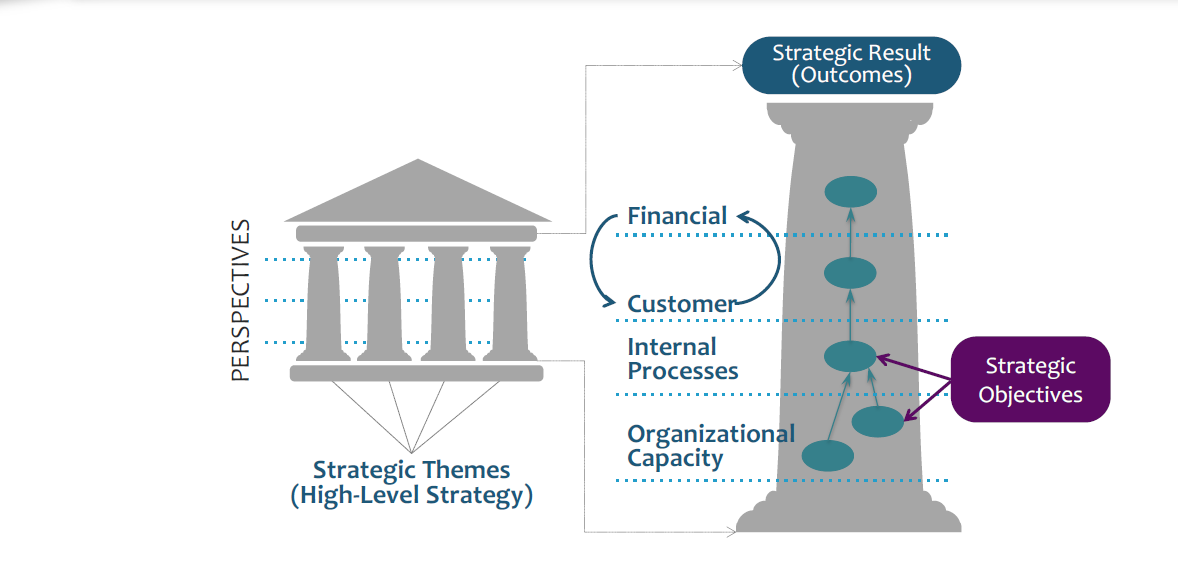 Strategic Result
(Outcomes)
PERSPECTIVES
Financial
Customer
Internal
Processes
Organizational
Capacity
Strategic
Objectives
Strategic Themes
(High-Level Strategy)